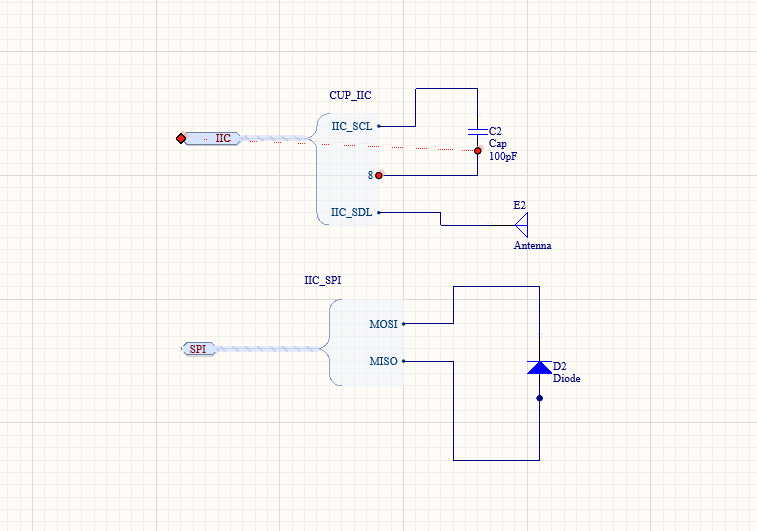 CUP_IIC
IIC_SCL
IIC
C2
Cap
100pF
8
E2
IIC_SDL
Antenna
IIC_SPI
MOSI
SPI
MISO
D2
Diode